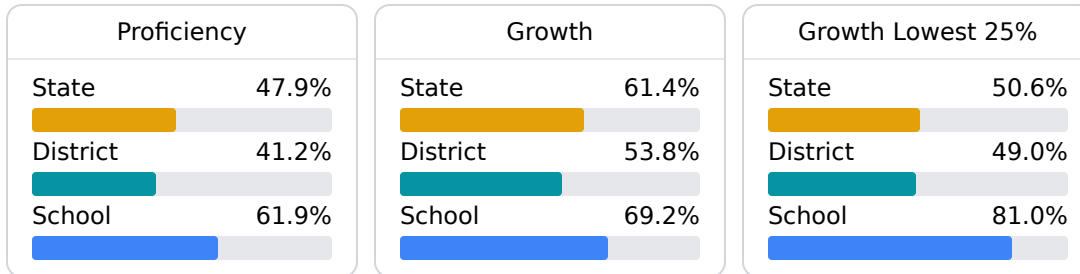 Proficiency
State 47.9%
District 41.2%
School 61.9%
Growth
State 61.4%
District 53.8%
School 69.2%
Growth Lowest 25%
State 50.6%
District 49.0%
School 81.0%